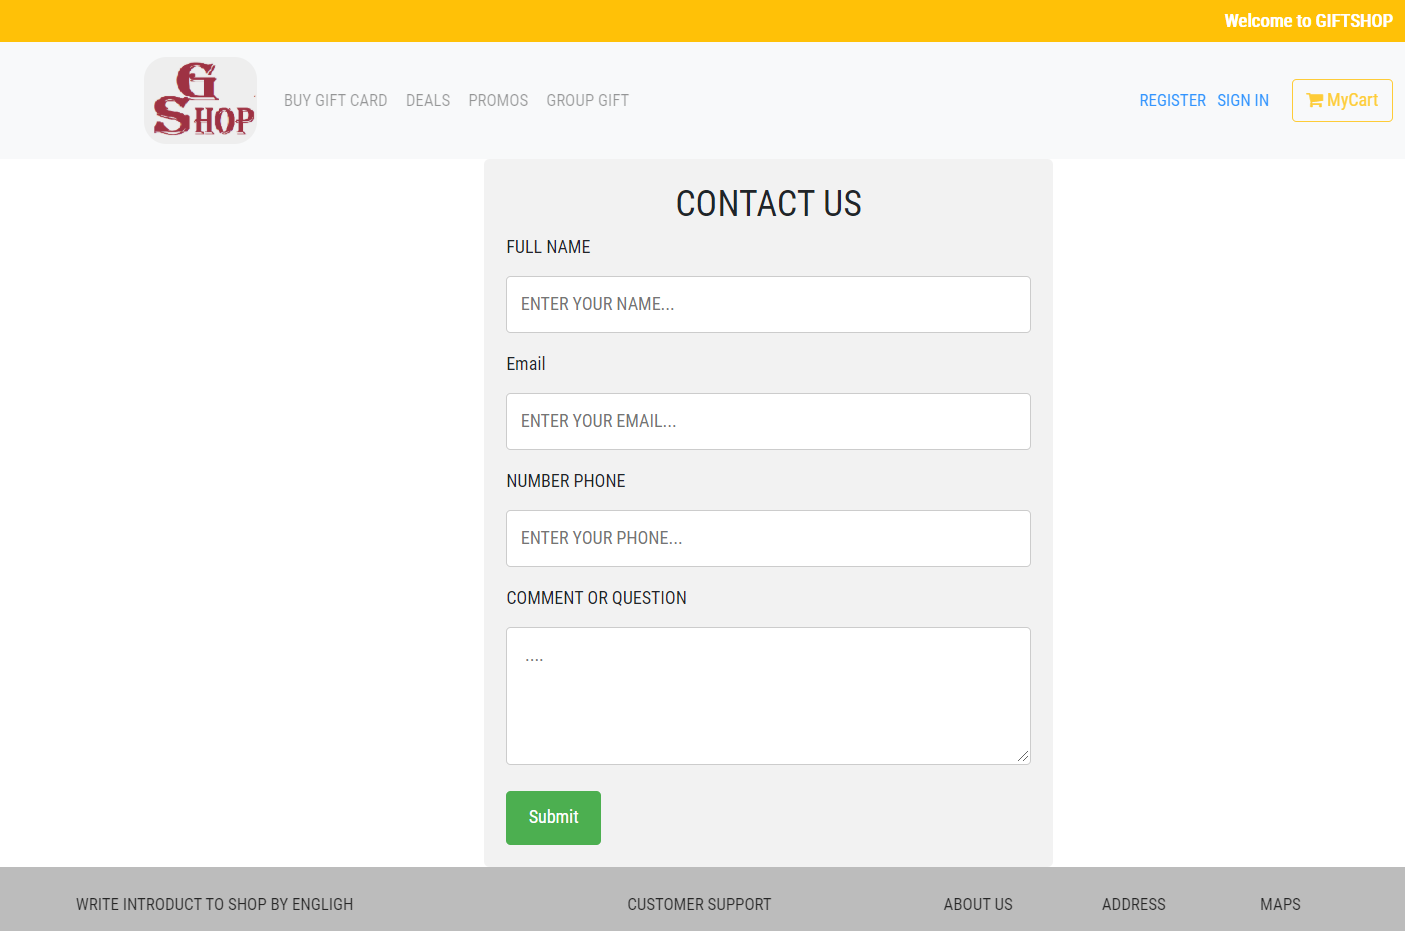 Welcome to GIFTSHOP
G
SHOP
BUY GIFT CARD DEALS PROMOS GROUP GIFT REGISTER SIGN IN MyCart
CONTACT US
FULL NAME
ENTER YOUR NAME...
Email
ENTER YOUR EMAIL...
NUMBER PHONE
ENTER YOUR PHONE...
COMMENT OR QUESTION
....
Submit
WRITE INTRODUCT TO SHOP BY ENGLIGH CUSTOMER SUPPORT ABOUT US ADDRESS MAPS